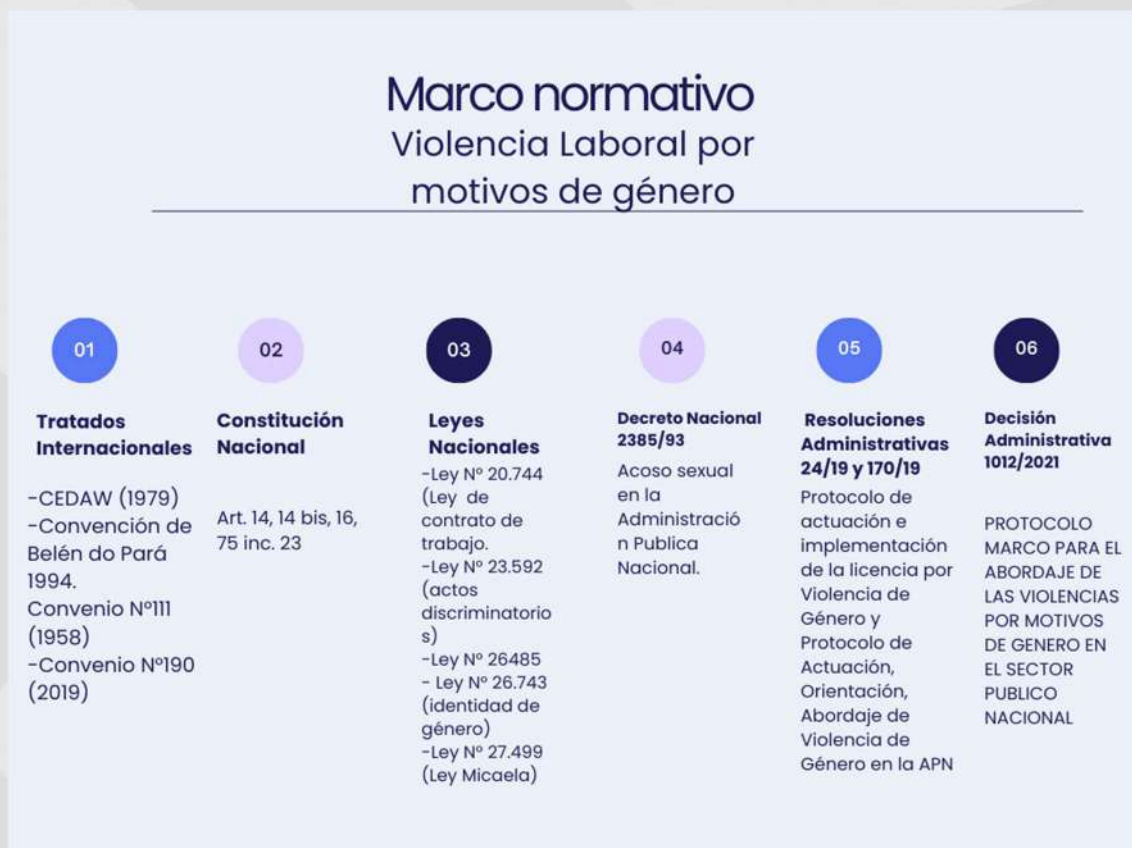 Marco normativo
Violencia Laboral por
motivos de género
01
Tratados
Internacionales
-CEDAW (1979)
-Convención de
Belén do Pará
1994.
Convenio Nº111
(1958)
-Convenio Nº190
(2019)
02
Constitución
Nacional
Art. 14, 14 bis, 16,
75 inc. 23
03
Leyes
Nacionales
-Ley Nº 20.744
(Ley de
contrato de
trabajo.
-Ley Nº 23.592
(actos
discriminatorio
s)
-Ley Nº 26485
- Ley Nº 26.743
(identidad de
género)
-Ley Nº 27.499
(Ley Micaela)
04
Decreto Nacional
2385/93
Acoso sexual
en la
Administració
n Publica
Nacional.
05
Resoluciones
Administrativas
24/19 y 170/19
Protocolo de
actuación e
implementación
de la licencia por
Violencia de
Género y
Protocolo de
Actuación,
Orientación,
Abordaje de
Violencia de
Género en la APN
06
Decisión
Administrativa
1012/2021
PROTOCOLO
MARCO PARA EL
ABORDAJE DE
LAS VIOLENCIAS
POR MOTIVOS
DE GENERO EN
EL SECTOR
PUBLICO
NACIONAL